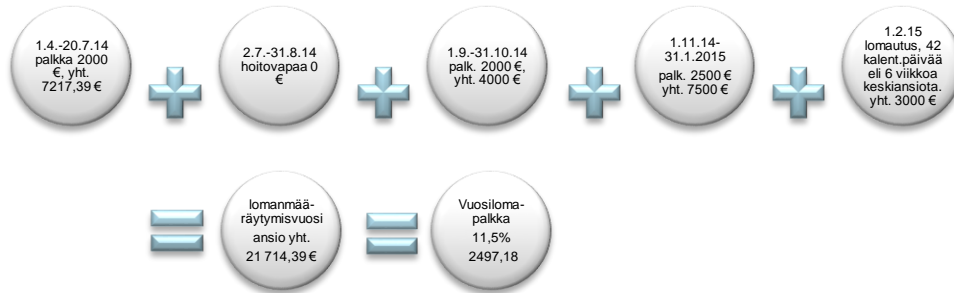 1.4.-20.7.14
palkka 2000
€, yht.
7217,39 €
2.7.-31.8.14
hoitovapaa 0
€
1.9.-31.10.14
palk. 2000 €,
yht. 4000 €
1.11.14-
31.1.2015
palk. 2500 €
yht. 7500 €
1.2.15
lomautus, 42
kalent.päivää
eli 6 viikkoa
keskiansiota.
yht. 3000 €
lomanmää-
räytymisvuosi
ansio yht.
21 714,39 €
Vuosiloma-
palkka
11,5%
2497,18